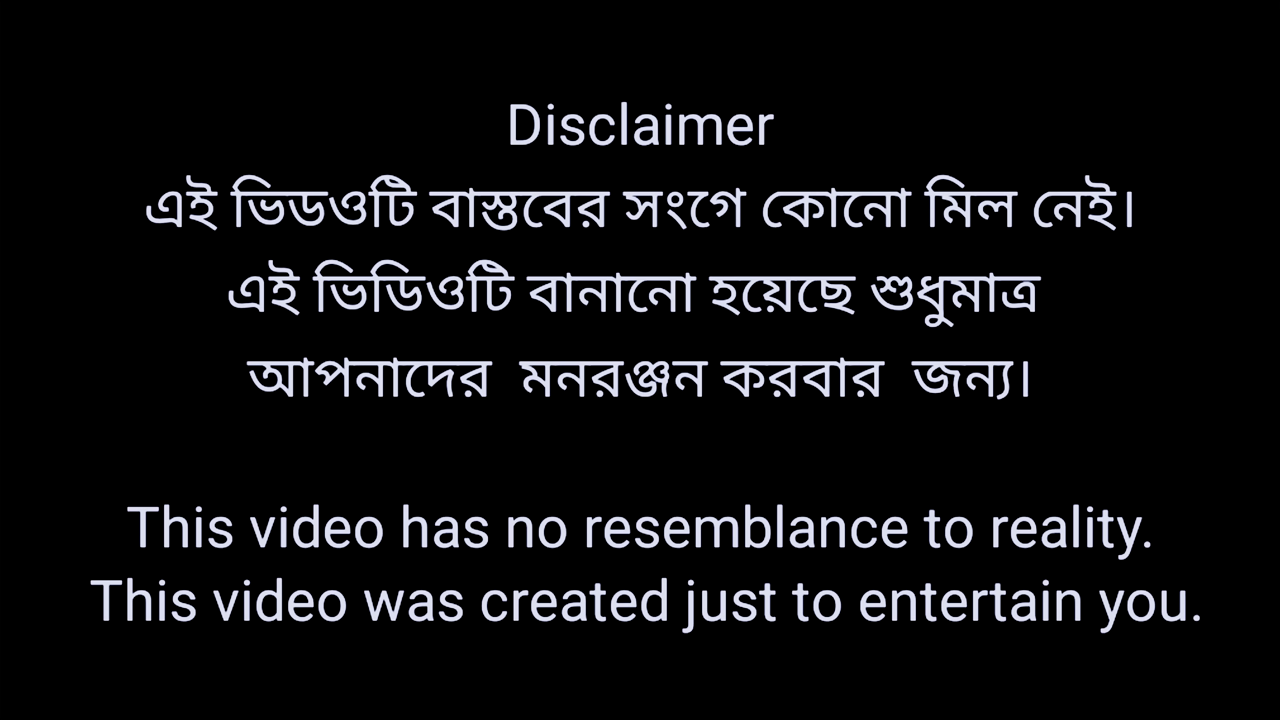 Disclaimer
এই ভিডওটি বাস্তবের সংগে কোনো মিল নেই।
এই ভিডিওটি বানানো হয়েছে শুধুমাত্র
আপনাদের মনরঞ্জন করবার জন্য।
This video has no resemblance to reality.
This video was created just to entertain you.